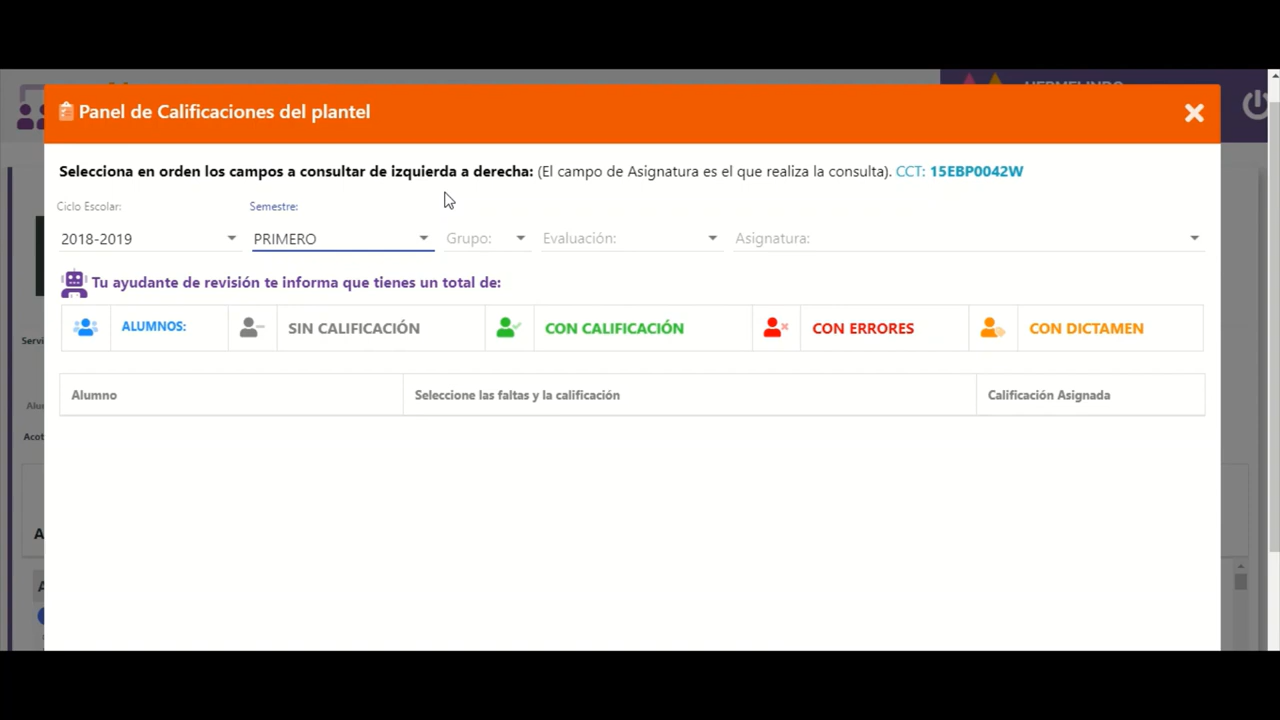 HERMELINDO
Panel de Calificaciones del plantel
Selecciona en orden los campos a consultar de izquierda a derecha: (El campo de Asignatura es el que realiza la consulta). CCT: 15EBP0042W
Ciclo Escolar: Semestre:
2018-2019 PRIMERO Grupo: Evaluación: Asignatura:
Tu ayudante de revisión te informa que tienes un total de:
ALUMNOS: SIN CALIFICACIÓN CON CALIFICACIÓN CON ERRORES CON DICTAMEN
Alumno Seleccione las faltas y la calificación Calificación Asignada